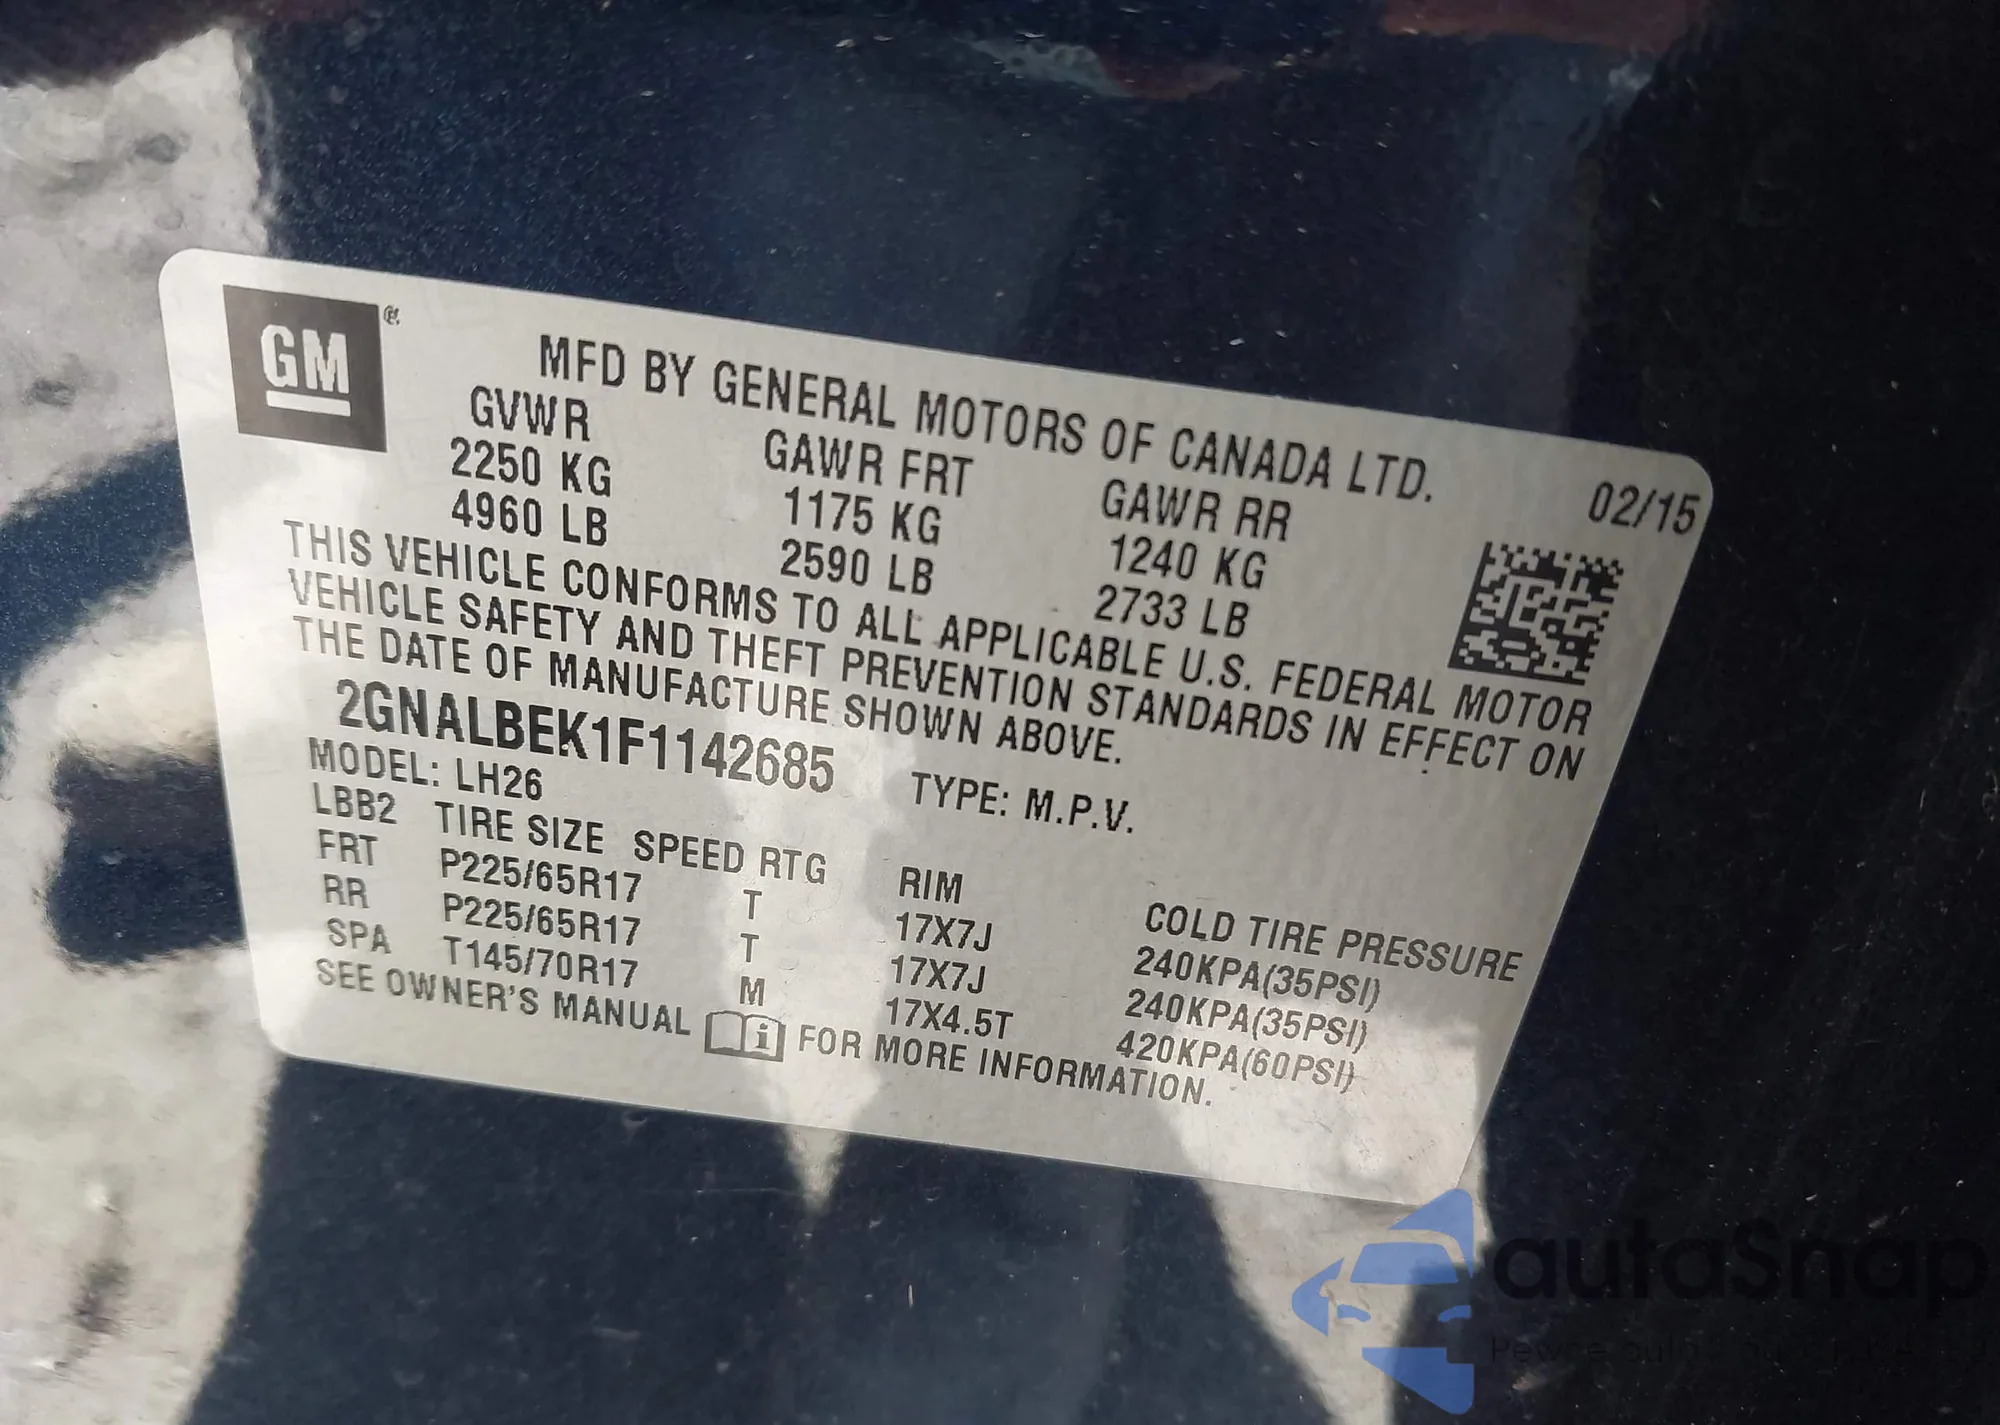 GM ®
MFD BY GENERAL MOTORS OF CANADA LTD.
02/15
GVWR GAWR FRT GAWR RR
2250 KG 1175 KG 1240 KG
4960 LB 2590 LB 2733 LB
THIS VEHICLE CONFORMS TO ALL APPLICABLE U.S. FEDERAL MOTOR
VEHICLE SAFETY AND THEFT PREVENTION STANDARDS IN EFFECT ON
THE DATE OF MANUFACTURE SHOWN ABOVE.
2GNALBEK1F1142685 TYPE: M.P.V.
MODEL: LH26
LBB2 TIRE SIZE SPEED RTG RIM COLD TIRE PRESSURE
FRT P225/65R17 T 17X7J 240KPA(35PSI)
RR P225/65R17 T 17X7J 240KPA(35PSI)
SPA T145/70R17 M 17X4.5T 420KPA(60PSI)
SEE OWNER'S MANUAL i FOR MORE INFORMATION.
autaSnap
Pewne auta